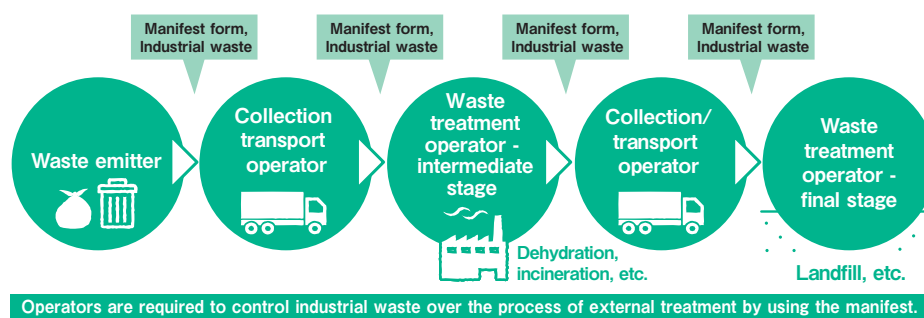 Manifest form,
Industrial waste
Manifest form,
Industrial waste
Manifest form,
Industrial waste
Manifest form,
Industrial waste
Waste emitter
Collection
transport
operator
Waste
treatment
operator -
intermediate
stage
Dehydration,
incineration, etc.
Collection/
transport
operator
Waste
treatment
operator -
final stage
Landfill, etc.
Operators are required to control industrial waste over the process of external treatment by using the manifest.